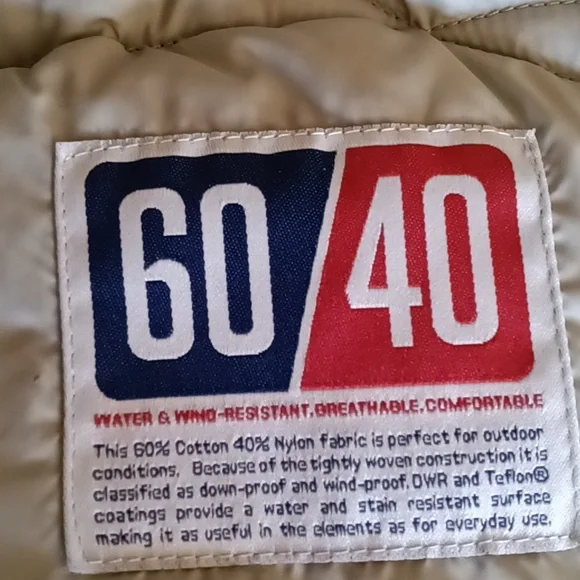 60 40
WATER & WIND-RESISTANT, BREATHABLE, COMFORTABLE
This 60% Cotton 40% Nylon fabric is perfect for outdoor
conditions. Because of the tightly woven construction it is
classified as down-proof and wind-proof. DWR and Teflon®
coatings provide a water and stain resistant surface
making it as useful in the elements as for everyday use.